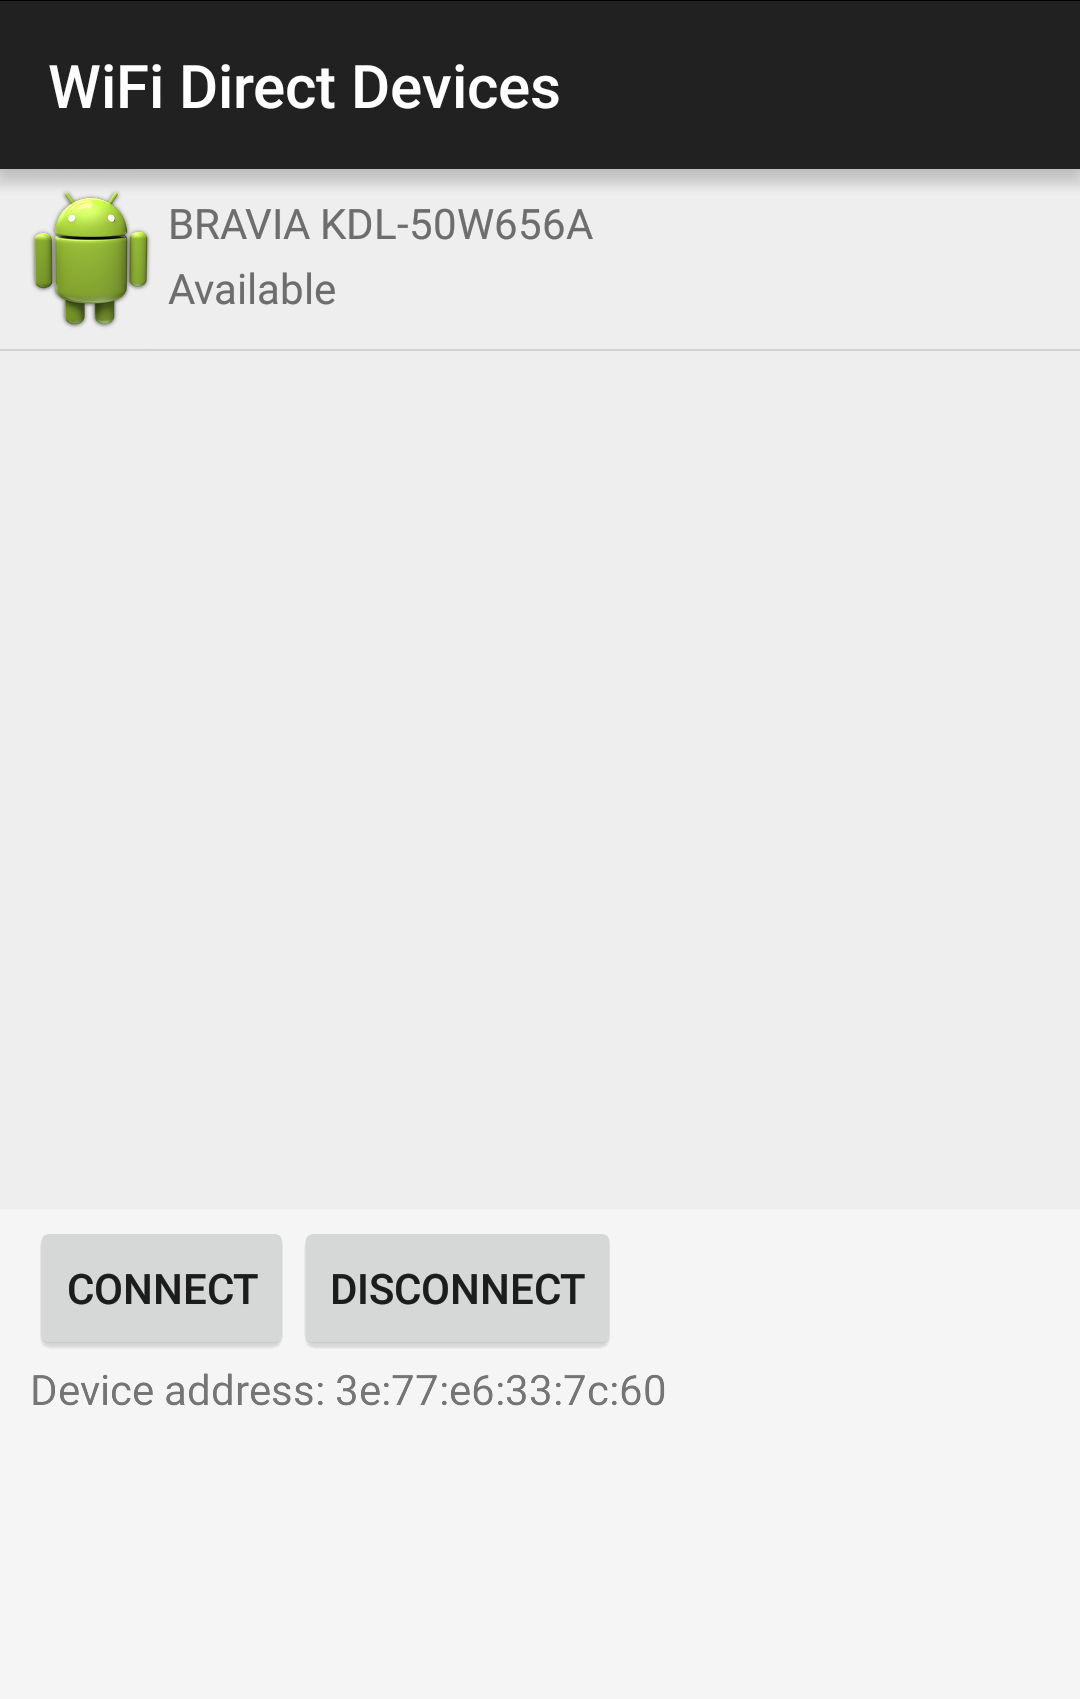 WiFi Direct Devices
BRAVIA KDL-50W656A
Available
CONNECT DISCONNECT
Device address: 3e:77:e6:33:7c:60